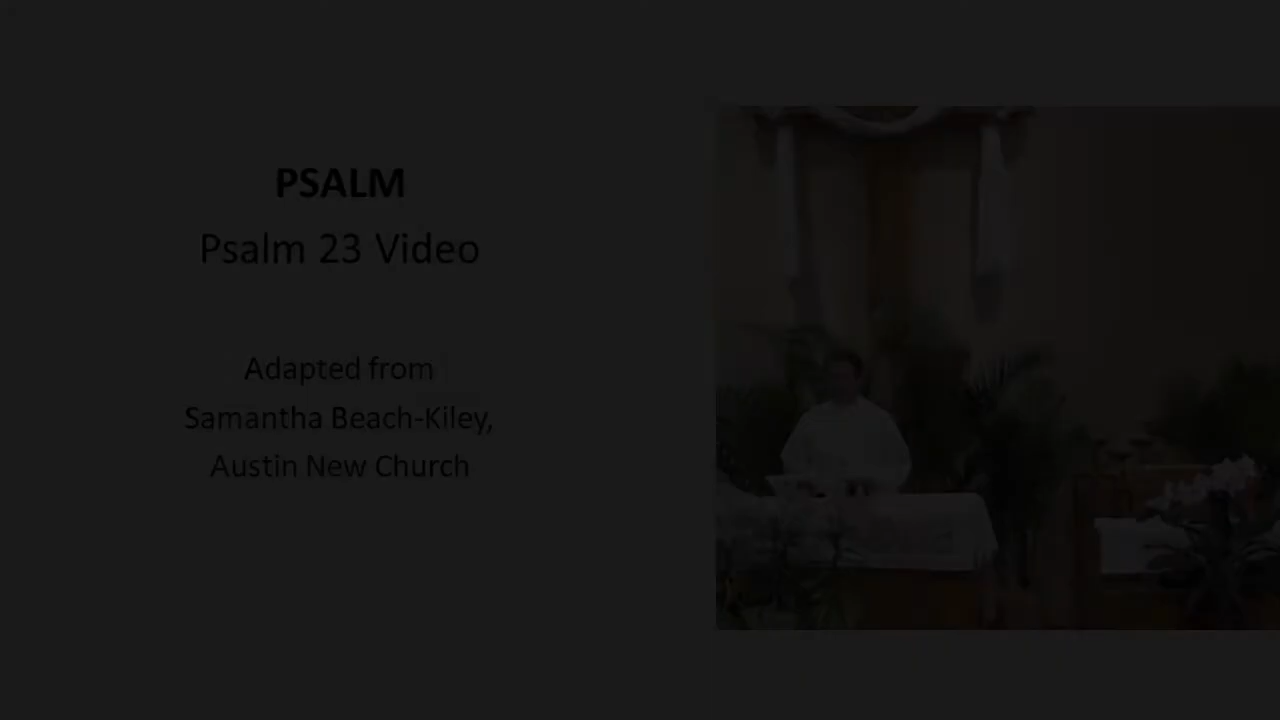 PSALM
Psalm 23 Video
Adapted from
Samantha Beach-Kiley,
Austin New Church